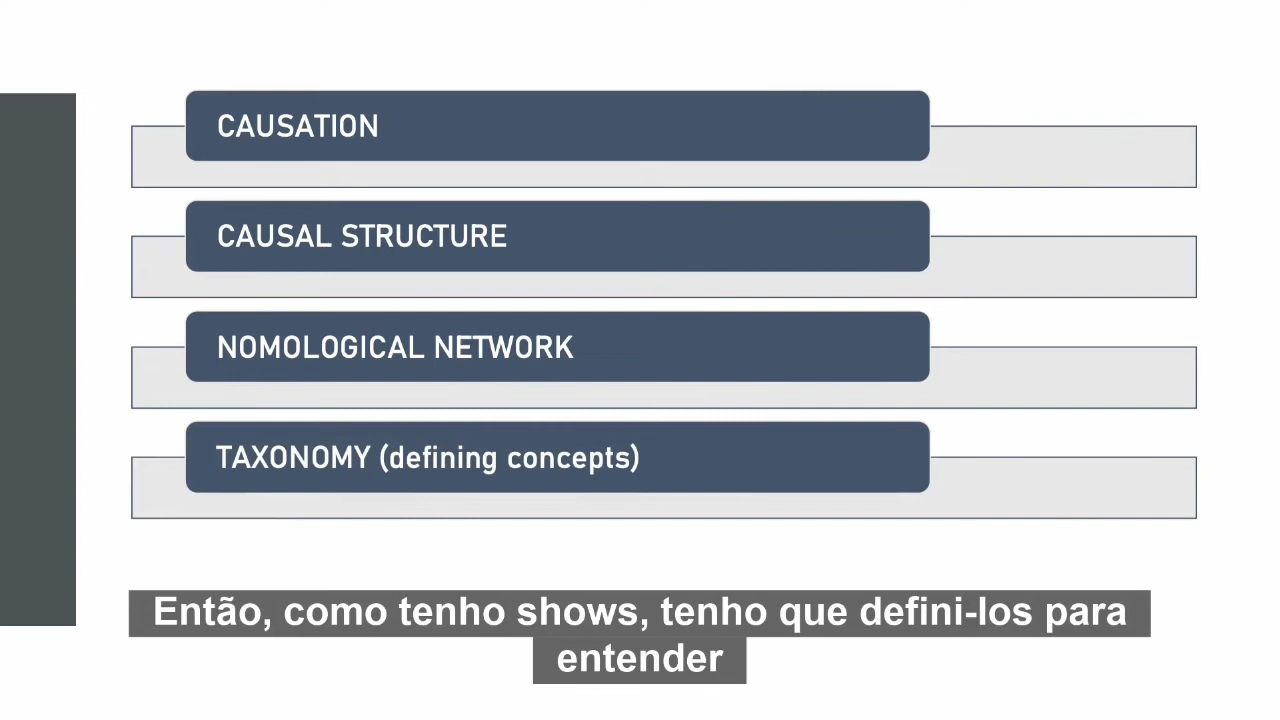 CAUSATION
CAUSAL STRUCTURE
NOMOLOGICAL NETWORK
TAXONOMY (defining concepts)
Então, como tenho shows, tenho que defini-los para
entender